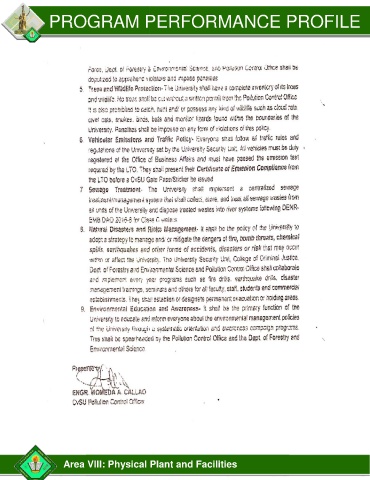 PROGRAM PERFORMANCE PROFILE
Force, Dept. of Forestry & Environmental Science, and Pollution Control Office shall be
deputized to apprehend violators and impose penalties
5. Trees and Wildlife Protection- The University shall have a complete inventory of its trees
and wildlife. No trees shall be cut without a written permit from the Pollution Control Office.
It is also prohibited to catch, hunt and/ or possess any kind of wildlife such as cloud rats,
civet cats, snakes, birds, bats and monitor lizards found within the boundaries of the
University. Penalties shall be imposed on any form of violations of this policy.
6. Vehicular Emissions and Traffic Policy- Everyone shall follow all traffic rules and
regulations of the University set by the University Security Unit. All vehicles must be duly
registered at the Office of Business Affairs and must have passed the emission test
required by the LTO. They shall present their Certificate of Emission Compliance from
the LTO before a CvSU Gate Pass/Sticker be issued.
7. Sewage Treatment- The University shall implement a centralized sewage
management system that shall collect, store, and treat all sewage wastes from
all units of the University and dispose treated wastes into river systems following DENR-
EMB DAO 2016-8 for Class C waters.
8. Natural Disasters and Risks Management- It shall be the policy of the University to
adopt a strategy to manage and/ or mitigate the dangers of fire, bomb threats, chemical
spills, earthquakes and other forms of accidents, disasters or risk that may occur
within or affect the University. The University Security Unit, College of Criminal Justice,
Dept. of Forestry and Environmental Science and Pollution Control Office shall collaborate
and implement every year programs such as fire drills, earthquake drills, disaster
management trainings, seminars and others for all faculty, staff, students and commercial
establishments. They shall establish or designate permanent evacuation or holding areas.
9. Environmental Education and Awareness- It shall be the primary function of the
University to educate and inform everyone about the environmental management policies
of the University through a systematic orientation and awareness campaign programs.
This shall be spearheaded by the Pollution Control Office and the Dept. of Forestry and
Environmental Science.
Prepared by:
ENGR. A. CALLAO
CvSU Pollution Control Officer
Area VIII: Physical Plant and Facilities